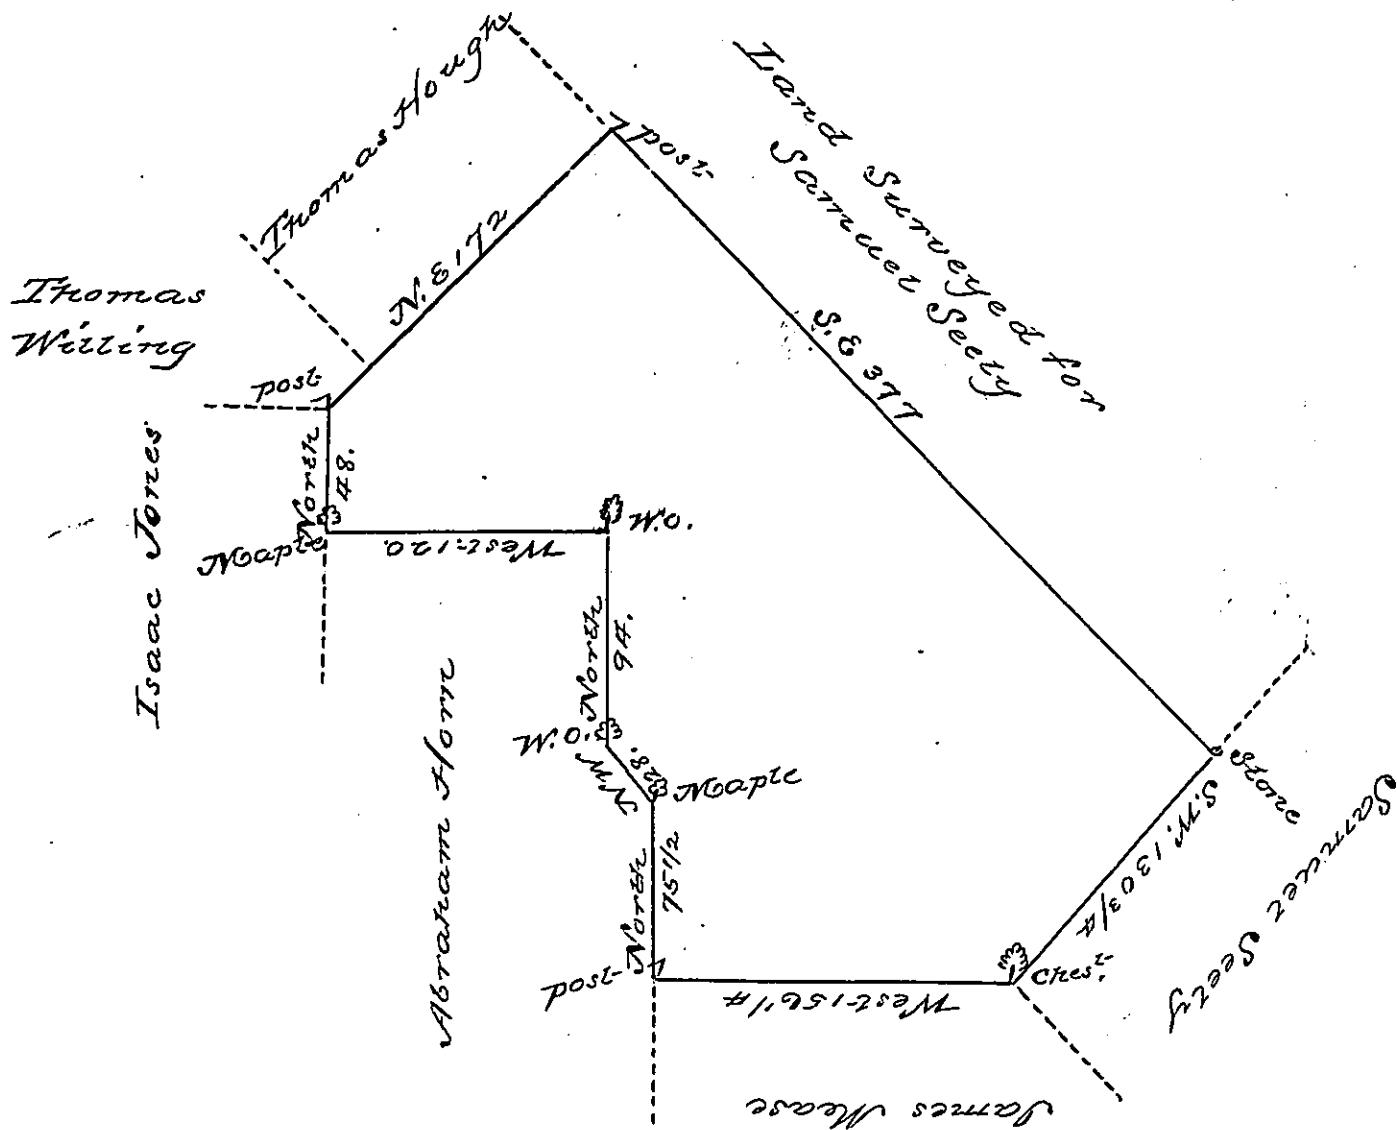 Thomas Hough
Land Surveyed for
Samuel Seely
post
N. E 172
Thomas
Willing
S. E 377
post
North
48.
Isaac Jones
Maple
West 120.
W.O.
North
94.
W.O.
NW
28.
Maple
Abraham Horn
North
75 1/2
post
West 156 1/4
Chest
S.W. 130 3/4
Stone
Samuel Seely
James Mease